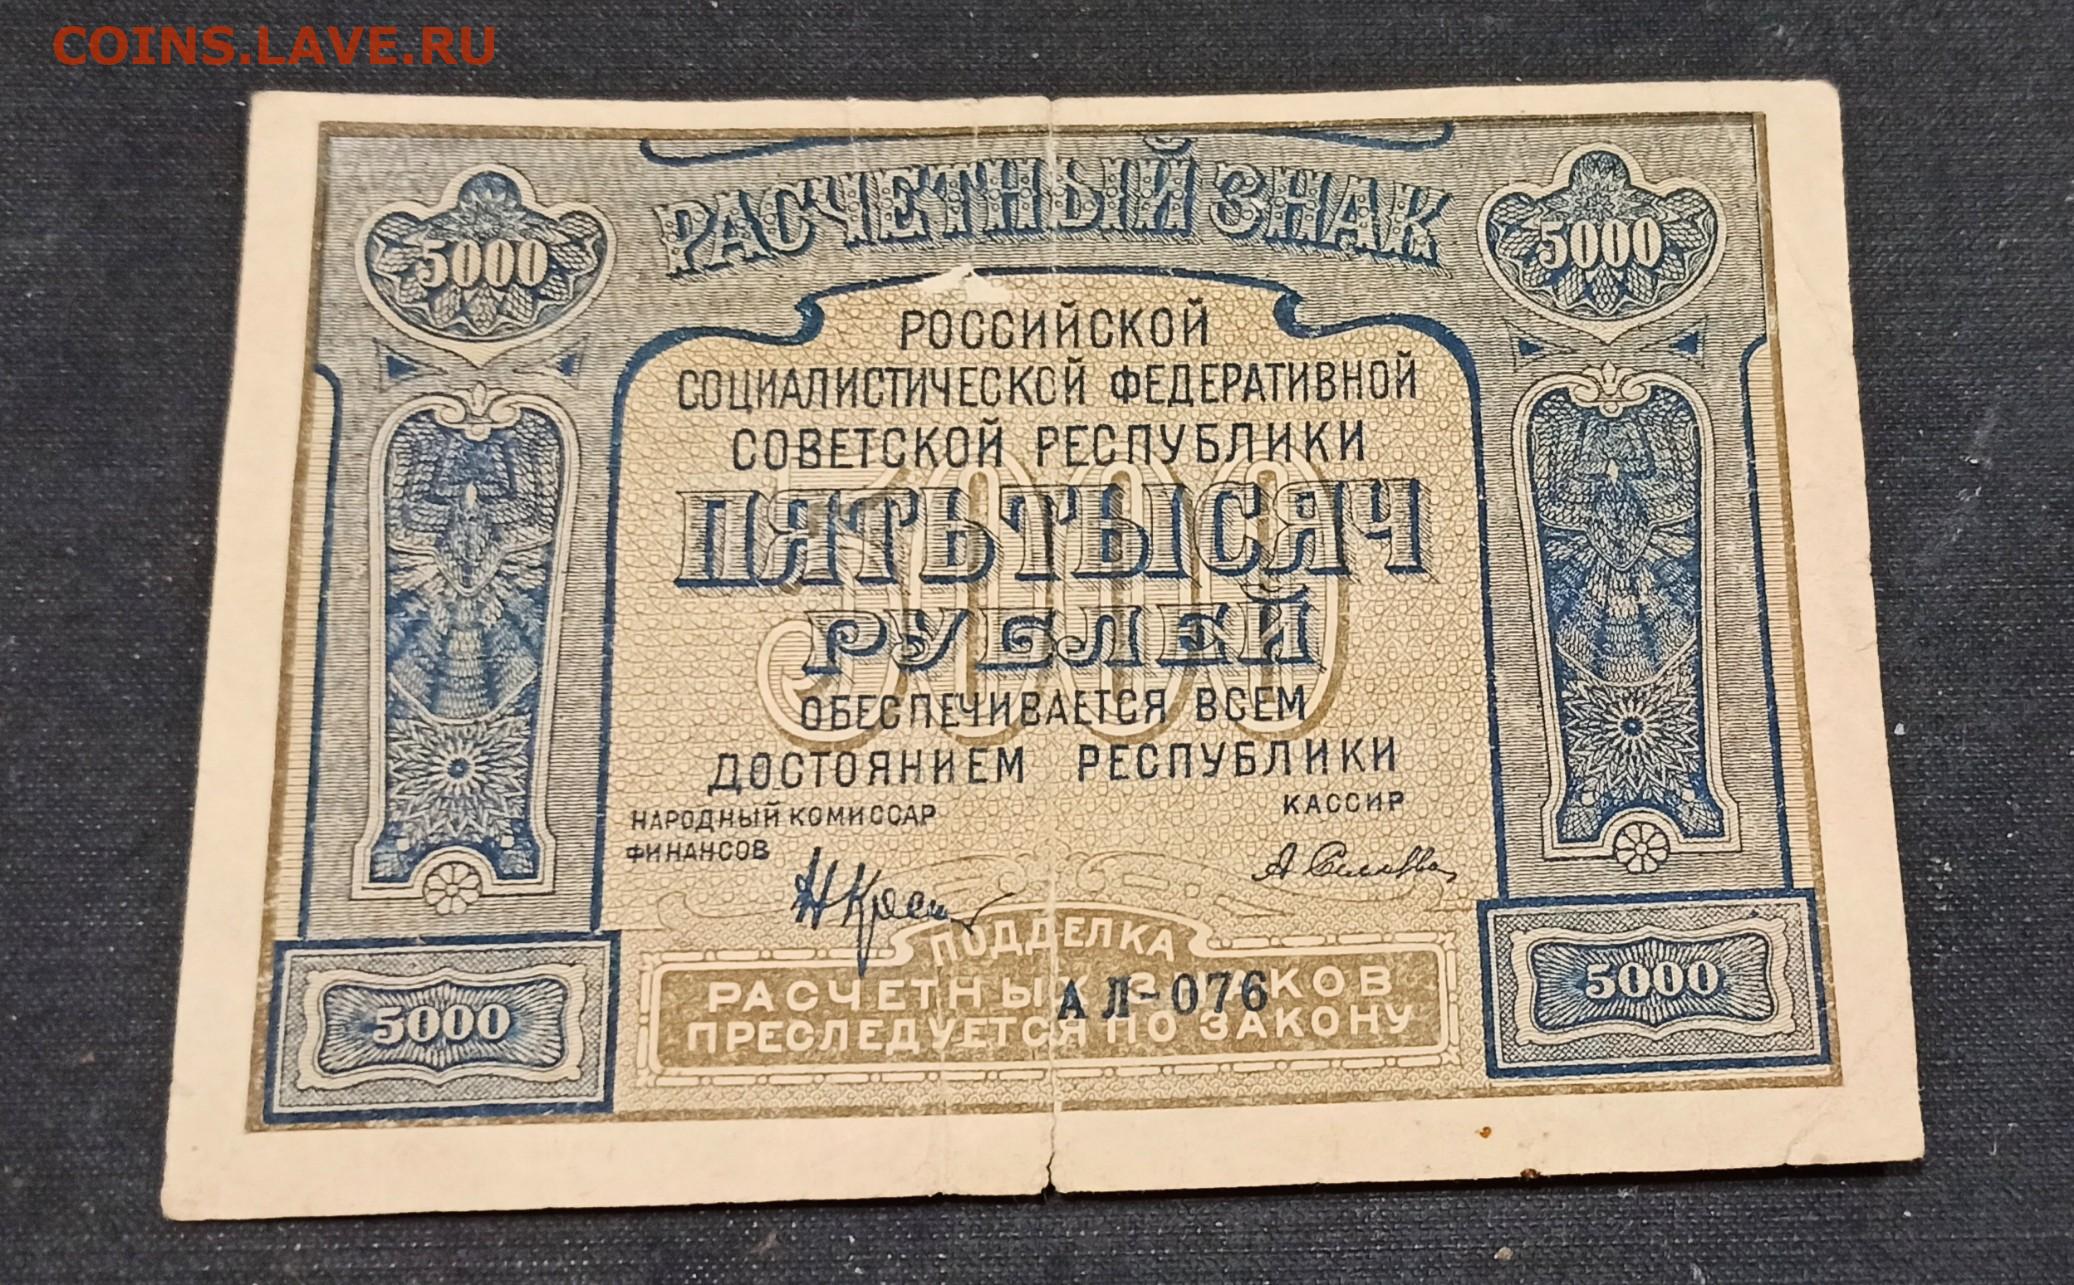 COINS.LAVE.RU
РАСЧЕТНЫЙ ЗНАК
5000
5000
РОССИЙСКОЙ
СОЦИАЛИСТИЧЕСКОЙ ФЕДЕРАТИВНОЙ
СОВЕТСКОЙ РЕСПУБЛИКИ
5000
ПЯТЬ ТЫСЯЧ
РУБЛЕЙ
ОБЕСПЕЧИВАЕТСЯ ВСЕМ
ДОСТОЯНИЕМ РЕСПУБЛИКИ
НАРОДНЫЙ КОМИССАР
ФИНАНСОВ
КАССИР
ПОДДЕЛКА
РАСЧЕТНЫХ ЗНАКОВ
АЛ-076
ПРЕСЛЕДУЕТСЯ ПО ЗАКОНУ
5000
5000